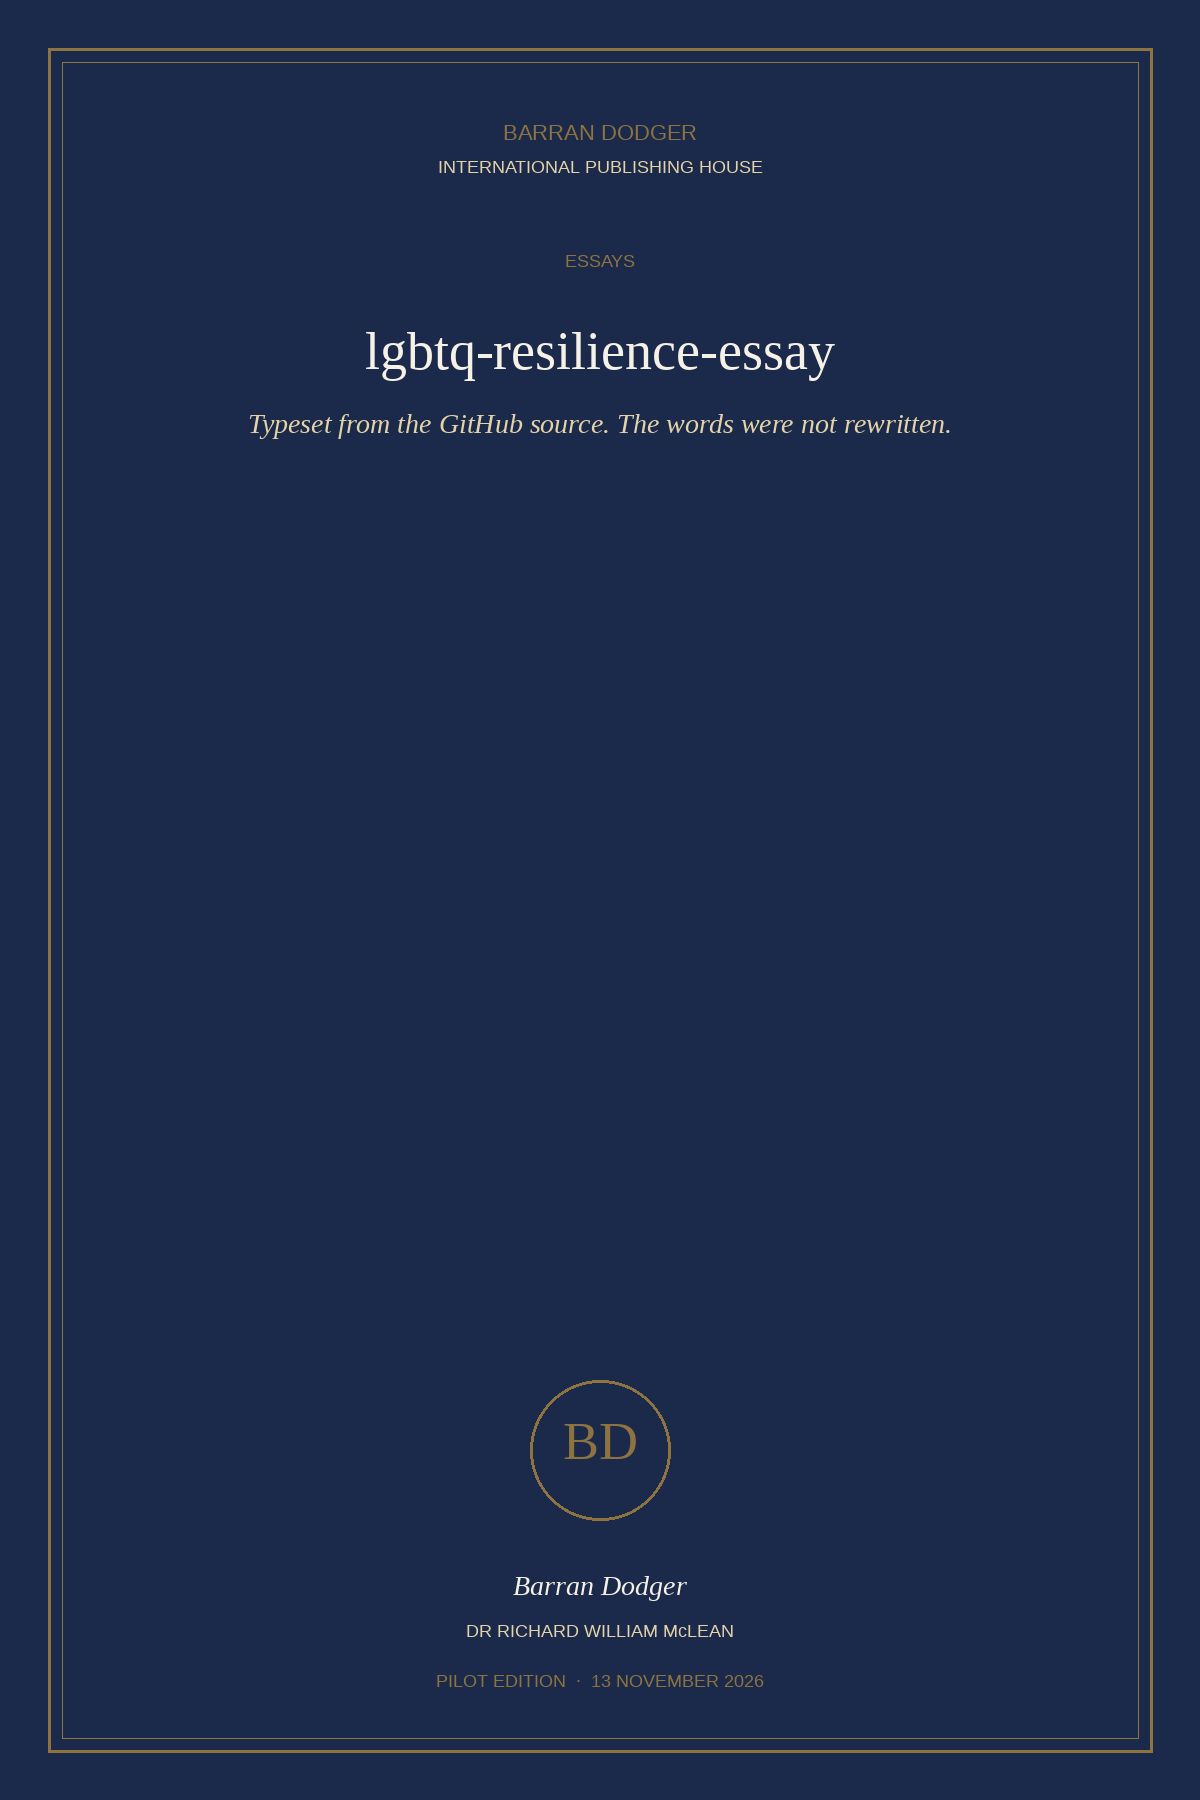 BARRAN DODGER
INTERNATIONAL PUBLISHING HOUSE
ESSAYS
lgbtq-resilience-essay
Typeset from the GitHub source. The words were not rewritten.
BD
Barran Dodger
DR RICHARD WILLIAM McLEAN
PILOT EDITION · 13 NOVEMBER 2026